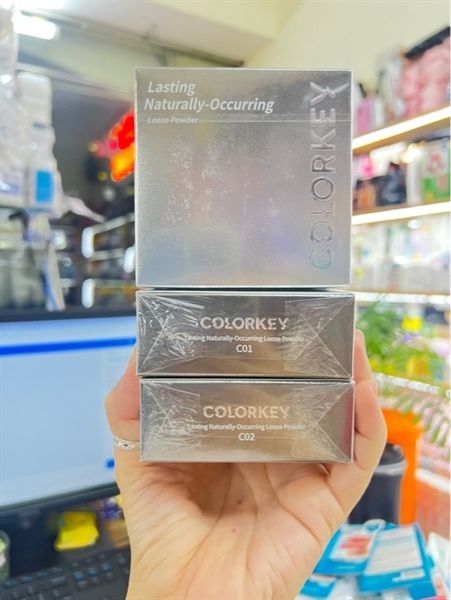 Lasting
Naturally-Occurring
Loose Powder
COLORKEY
COLORKEY
Lasting Naturally-Occurring Loose Powder
C01
COLORKEY
Lasting Naturally-Occurring Loose Powder
C02